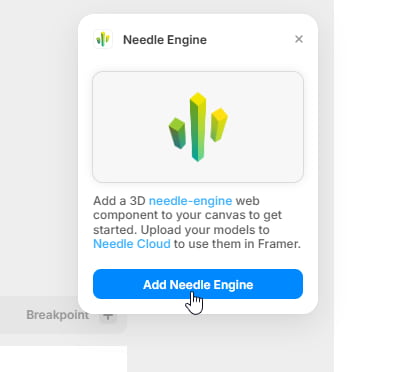 Needle Engine
Add a 3D needle-engine web
component to your canvas to get
started. Upload your models to
Needle Cloud to use them in Framer.
Add Needle Engine
Breakpoint